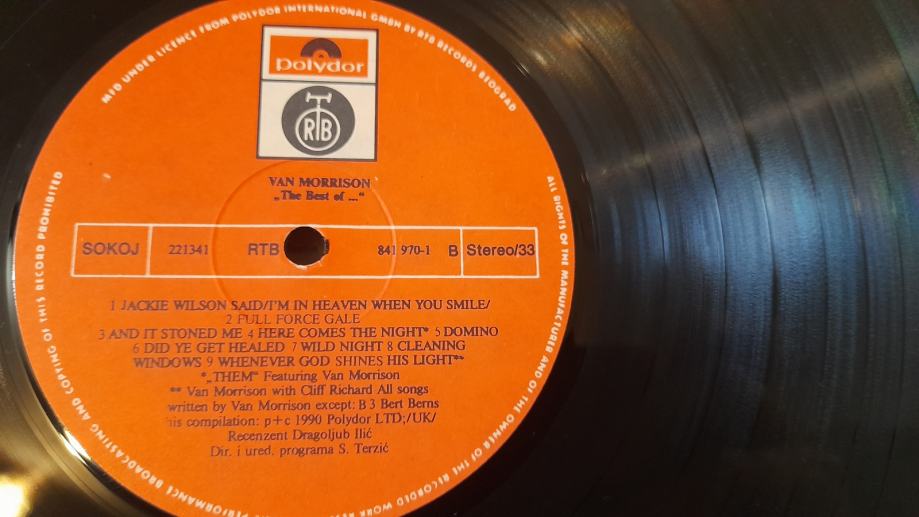 MFD UNDER LICENCE FROM POLYDOR INTERNATIONAL GMBH BY RTB RECORDS BEOGRAD
polydor
RTB
VAN MORRISON
„The Best of ...“
SOKOJ 221341 RTB 841 970-1 B Stereo/33
1 JACKIE WILSON SAID/I'M IN HEAVEN WHEN YOU SMILE/
2 FULL FORCE GALE
3 AND IT STONED ME 4 HERE COMES THE NIGHT* 5 DOMINO
6 DID YE GET HEALED 7 WILD NIGHT 8 CLEANING
WINDOWS 9 WHENEVER GOD SHINES HIS LIGHT**
*„THEM“ Featuring Van Morrison
** Van Morrison with Cliff Richard All songs
written by Van Morrison except: B 3 Bert Berns
compilation: p+c 1990 Polydor LTD;/UK/
Recenzent Dragoljub Ilić
Dir. i ured. programa S. Terzić
ALL RIGHTS OF THE MANUFACTURER AND OF THE OWNER OF THE RECORDED WORK
PERFORMANCE BROADCASTING AND COPYING OF THIS RECORD PROHIBITED